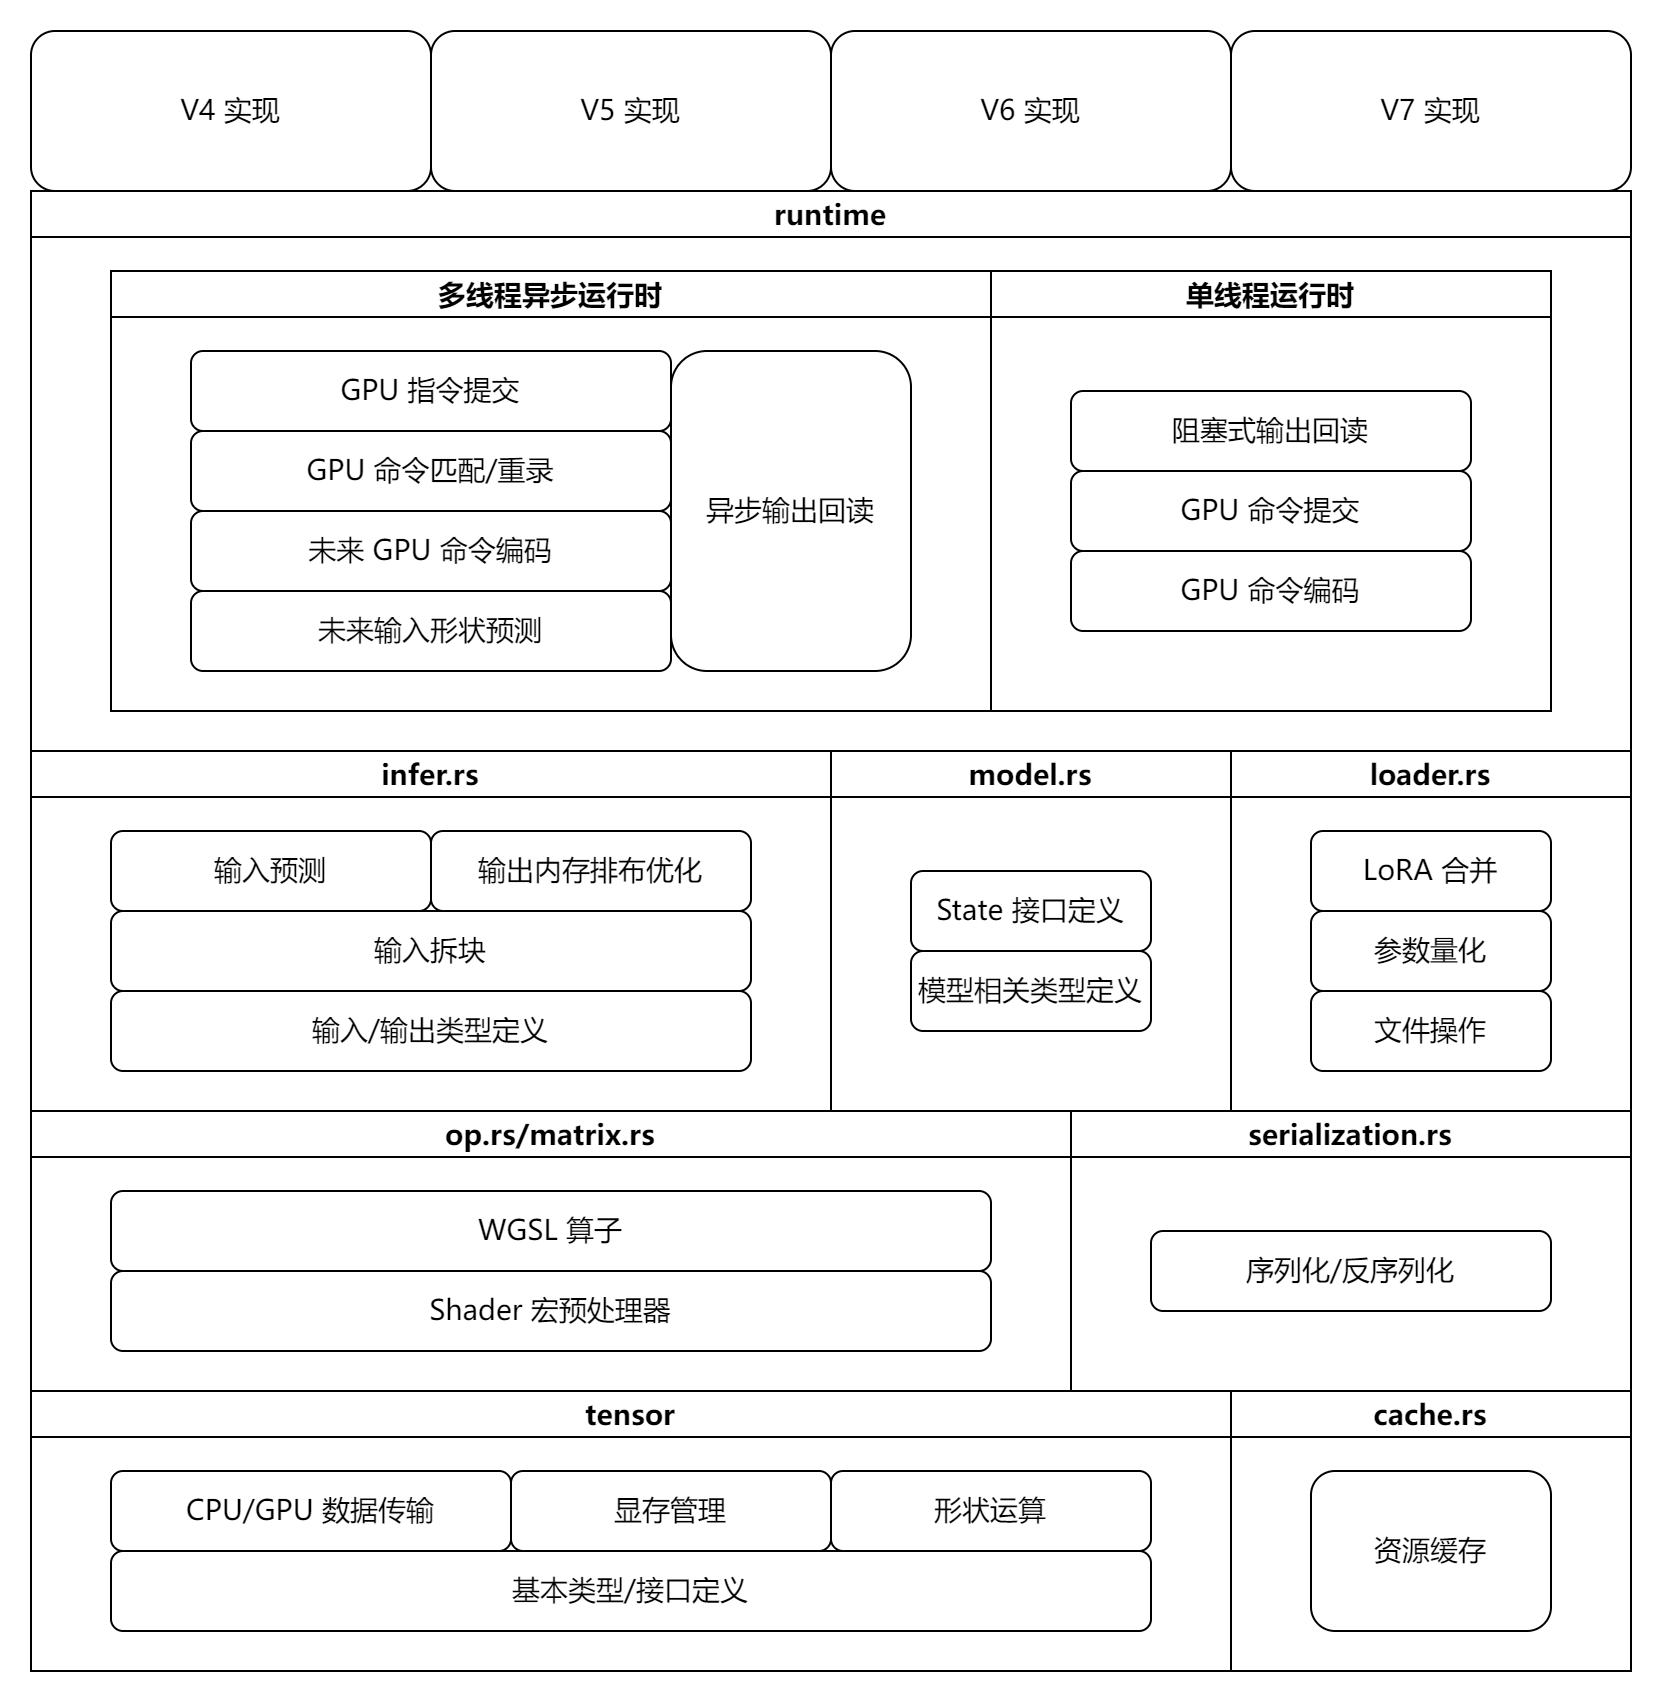 V4 实现
V5 实现
V6 实现
V7 实现
runtime
多线程异步运行时
GPU 指令提交
GPU 命令匹配/重录
未来 GPU 命令编码
未来输入形状预测
异步输出回读
单线程运行时
阻塞式输出回读
GPU 命令提交
GPU 命令编码
infer.rs
输入预测
输出内存排布优化
输入拆块
输入/输出类型定义
model.rs
State 接口定义
模型相关类型定义
loader.rs
LoRA 合并
参数量化
文件操作
op.rs/matrix.rs
WGSL 算子
Shader 宏预处理器
serialization.rs
序列化/反序列化
tensor
CPU/GPU 数据传输
显存管理
形状运算
基本类型/接口定义
cache.rs
资源缓存